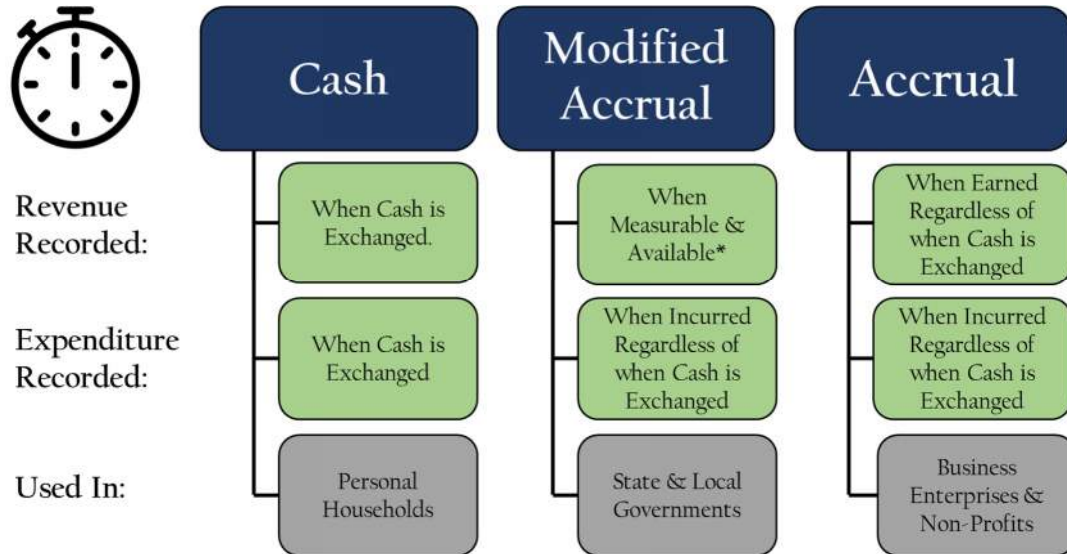 Cash
Modified
Accrual
Accrual
Revenue
Recorded:
When Cash is
Exchanged.
When
Measurable &
Available*
When Earned
Regardless of
when Cash is
Exchanged
Expenditure
Recorded:
When Cash is
Exchanged
When Incurred
Regardless of
when Cash is
Exchanged
When Incurred
Regardless of
when Cash is
Exchanged
Used In:
Personal
Households
State & Local
Governments
Business
Enterprises &
Non-Profits